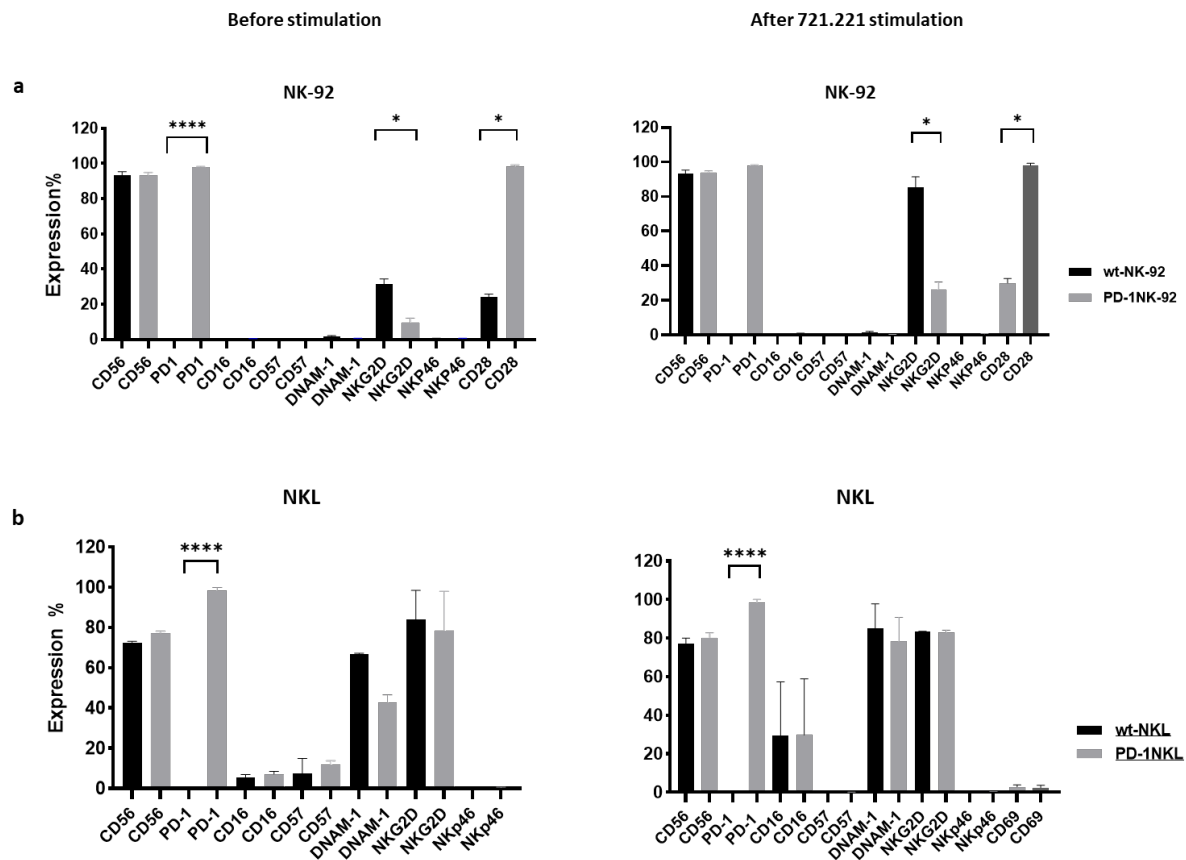 Before stimulation
After 721.221 stimulation
a
NK-92
NK-92
120
100
80
60
40
20
0
Expression%
****
*
*
CD56
CD56
PD1
PD1
CD16
CD16
CD57
CD57
DNAM-1
DNAM-1
NKG2D
NKG2D
NKP46
NKP46
CD28
CD28
120
100
80
60
40
20
0
*
*
CD56
CD56
PD-1
PD1
CD16
CD16
CD57
CD57
DNAM-1
DNAM-1
NKG2D
NKG2D
NKP46
NKP46
CD28
CD28
wt-NK-92
PD-1NK-92
b
NKL
NKL
120
100
80
60
40
20
0
Expression %
****
CD56
CD56
PD-1
PD-1
CD16
CD16
CD57
CD57
DNAM-1
DNAM-1
NKG2D
NKG2D
NKp46
NKp46
120
100
80
60
40
20
0
****
CD56
CD56
PD-1
PD-1
CD16
CD16
CD57
CD57
DNAM-1
DNAM-1
NKG2D
NKG2D
NKp46
NKp46
CD69
CD69
wt-NKL
PD-1NKL